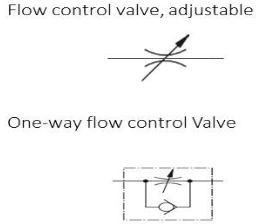 Flow control valve, adjustable
One-way flow control Valve